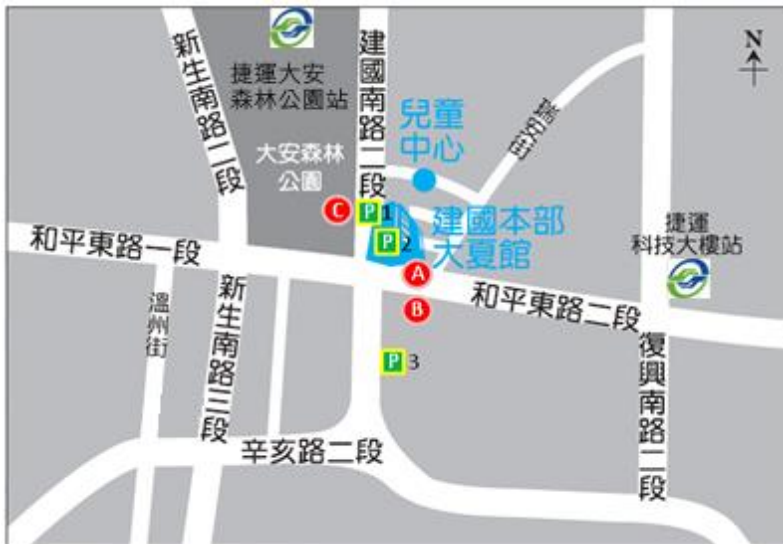 新生南路二段
捷運大安
森林公園站
建國南路二段
N
兒童
中心
瑞安街
大安森林
公園
C
P 1
P 2
建國本部
大夏館
捷運
科技大樓站
和平東路一段
A
和平東路二段
B
溫州街
新生南路三段
P 3
復興南路二段
辛亥路二段